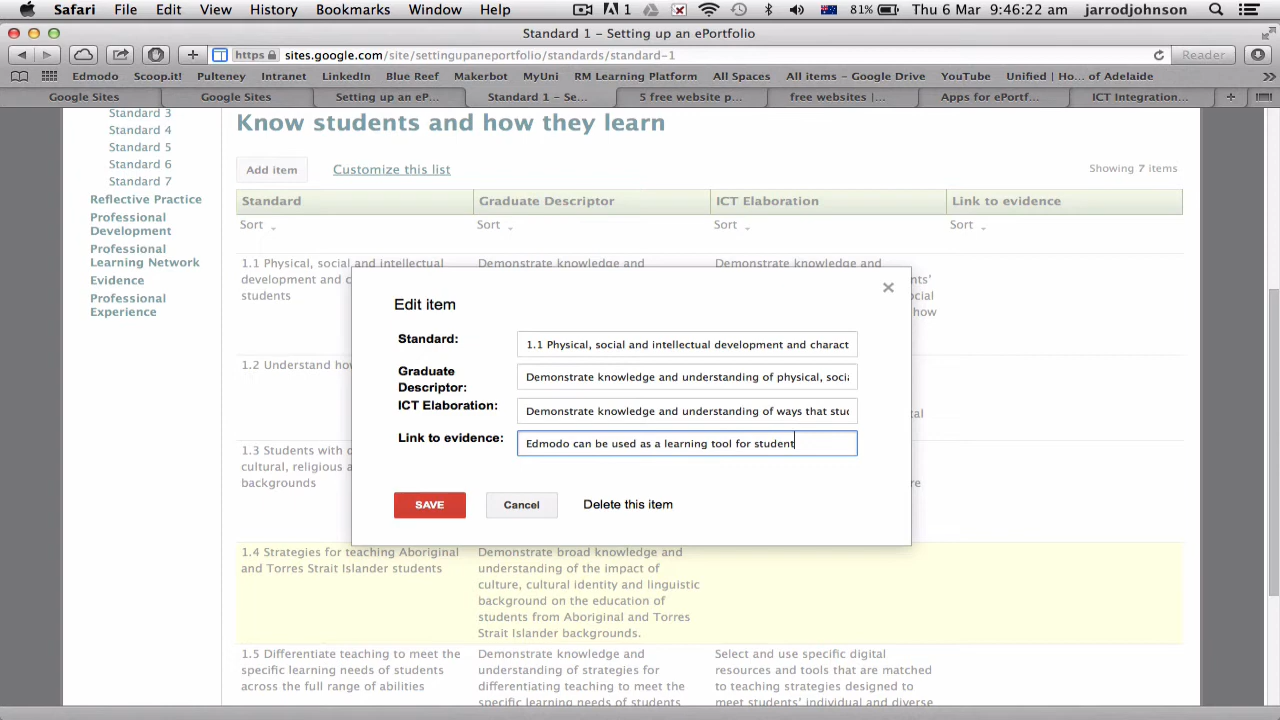 Safari File Edit View History Bookmarks Window Help 1 81% Thu 6 Mar 9:46:22 am jarrodjohnson
Standard 1 – Setting up an ePortfolio
https sites.google.com/site/settingupaneportfolio/standards/standard-1 Reader
Edmodo Scoop.it! Pulteney Intranet LinkedIn Blue Reef Makerbot MyUni RM Learning Platform All Spaces All items – Google Drive YouTube Unified | Ho... of Adelaide
Google Sites Google Sites Setting up an eP... Standard 1 – Se... 5 free website p... free websites |... Apps for ePortf... ICT Integration...
Standard 3
Standard 4
Standard 5
Standard 6
Standard 7
Reflective Practice
Professional
Development
Professional
Learning Network
Evidence
Professional
Experience
Know students and how they learn
Add item Customize this list Showing 7 items
Standard Graduate Descriptor ICT Elaboration Link to evidence
Sort Sort Sort Sort
1.1 Physical, social and intellectual
development and c
students
Demonstrate knowledge and
Demonstrate knowledge and
nts'
ocial
how
1.2 Understand how
al
1.3 Students with d
cultural, religious a
backgrounds
re
Edit item
Standard: 1.1 Physical, social and intellectual development and charact
Graduate
Descriptor: Demonstrate knowledge and understanding of physical, socia
ICT Elaboration: Demonstrate knowledge and understanding of ways that stud
Link to evidence: Edmodo can be used as a learning tool for student
SAVE Cancel Delete this item
1.4 Strategies for teaching Aboriginal
and Torres Strait Islander students
Demonstrate broad knowledge and
understanding of the impact of
culture, cultural identity and linguistic
background on the education of
students from Aboriginal and Torres
Strait Islander backgrounds.
1.5 Differentiate teaching to meet the
specific learning needs of students
across the full range of abilities
Demonstrate knowledge and
understanding of strategies for
differentiating teaching to meet the
specific learning needs of students
Select and use specific digital
resources and tools that are matched
to teaching strategies designed to
meet students' individual and diverse